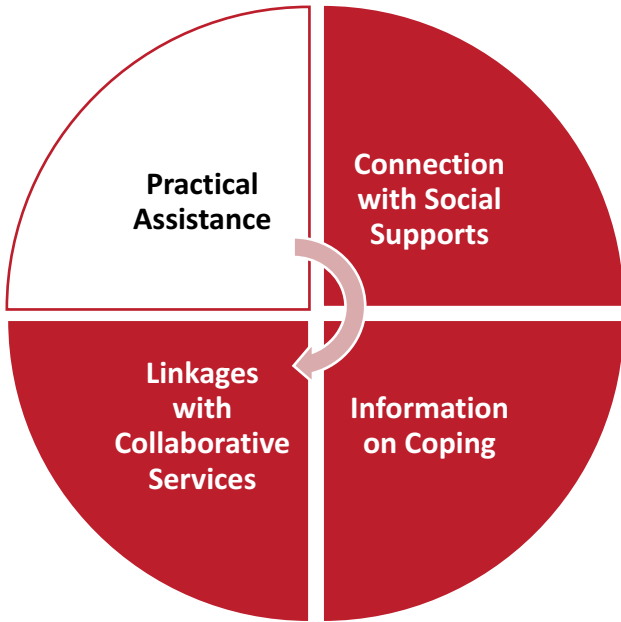 Practical
Assistance
Connection
with Social
Supports
Linkages
with
Collaborative
Services
Information
on Coping